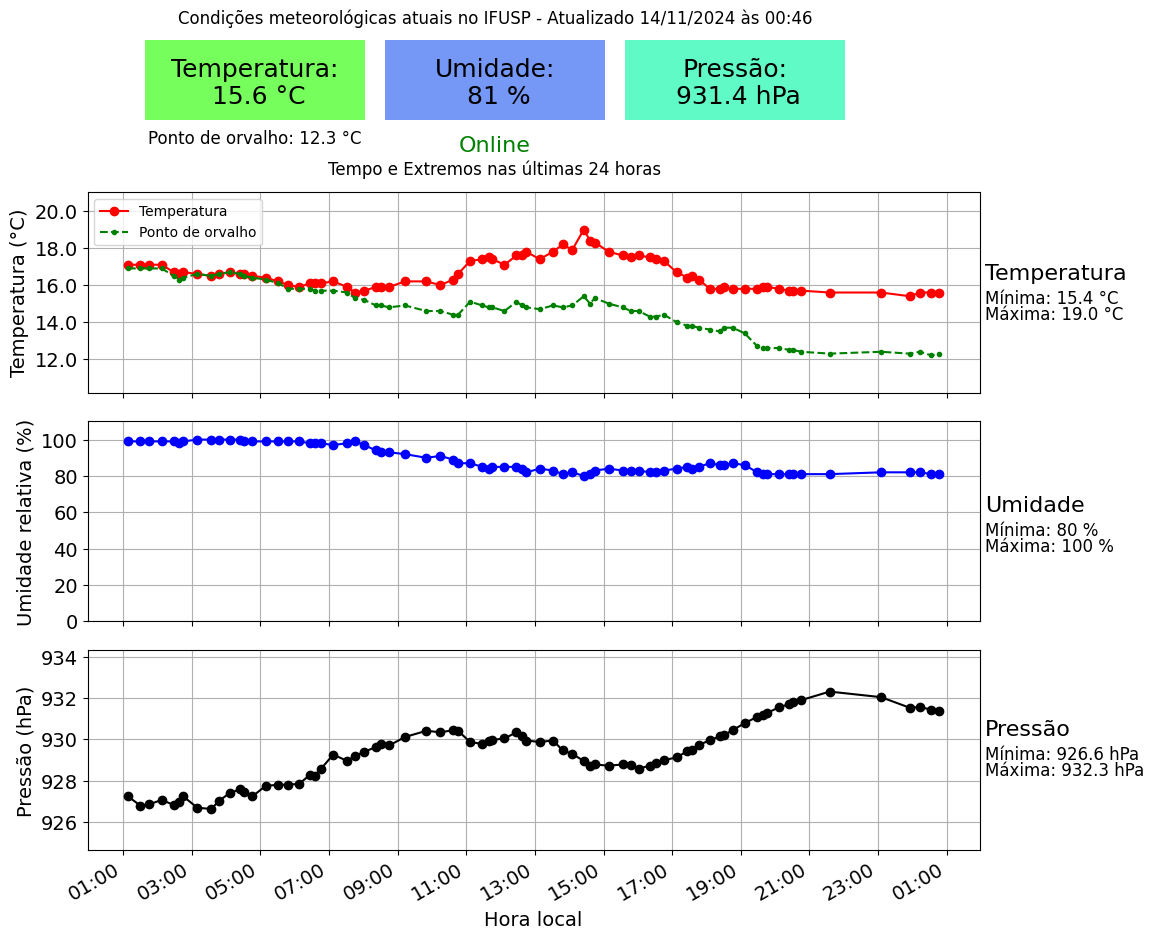 Condições meteorológicas atuais no IFUSP - Atualizado 14/11/2024 às 00:46
Temperatura:
15.6 °C
Umidade:
81 %
Pressão:
931.4 hPa
Ponto de orvalho: 12.3 °C
Online
Tempo e Extremos nas últimas 24 horas
Temperatura (°C)
20.0
18.0
16.0
14.0
12.0
Temperatura
Ponto de orvalho
Temperatura
Mínima: 15.4 °C
Máxima: 19.0 °C
Umidade relativa (%)
100
80
60
40
20
0
Umidade
Mínima: 80 %
Máxima: 100 %
Pressão (hPa)
934
932
930
928
926
Pressão
Mínima: 926.6 hPa
Máxima: 932.3 hPa
01:00 03:00 05:00 07:00 09:00 11:00 13:00 15:00 17:00 19:00 21:00 23:00 01:00
Hora local